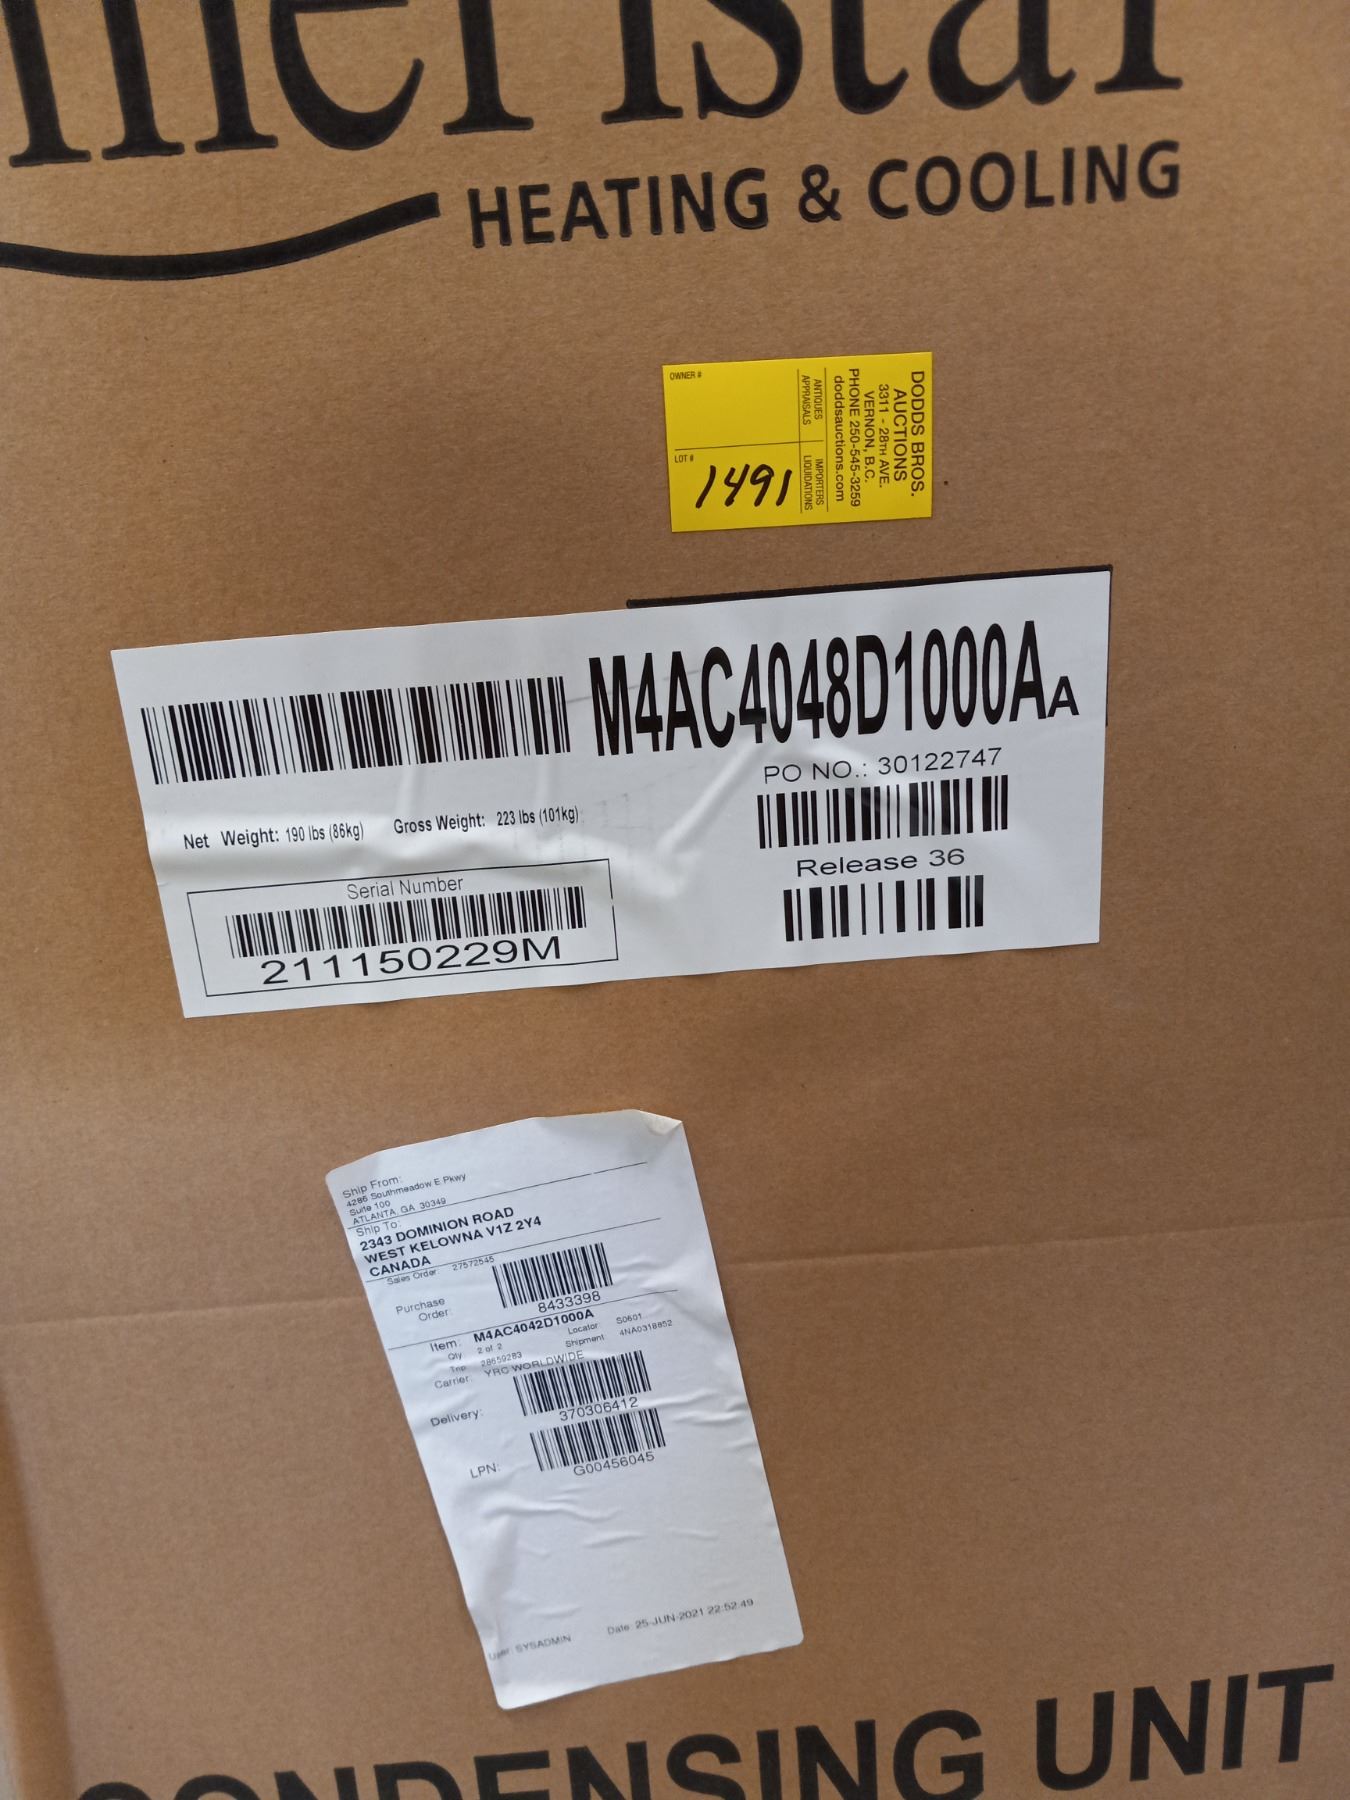 meristar
HEATING & COOLING
DODDS BROS.
AUCTIONS
3311 - 28TH AVE.
VERNON, B.C.
PHONE 250-545-3259
doddsauctions.com
ANTIQUES IMPORTERS
APPRAISALS LIQUIDATIONS
OWNER #
LOT #
1491
M4AC4048D1000AA
PO NO.: 30122747
Net Weight: 190 lbs (86kg) Gross Weight: 223 lbs (101kg)
Release 36
Serial Number
211150229M
Ship From:
4286 Southmeadow E Pkwy
Suite 100
ATLANTA, GA 30349
Ship To:
2343 DOMINION ROAD
WEST KELOWNA V1Z 2Y4
CANADA
Sales Order: 27572545
Purchase
Order:
8433398
Item: M4AC4042D1000A
Locator S0601
Qty 2 of 2
Shipment 4NA0318852
Trip 28659283
Carrier: YRC WORLDWIDE
Delivery:
370306412
LPN:
G00456045
User: SYSADMIN Date 25-JUN-2021 22:52:49
CONDENSING UNIT